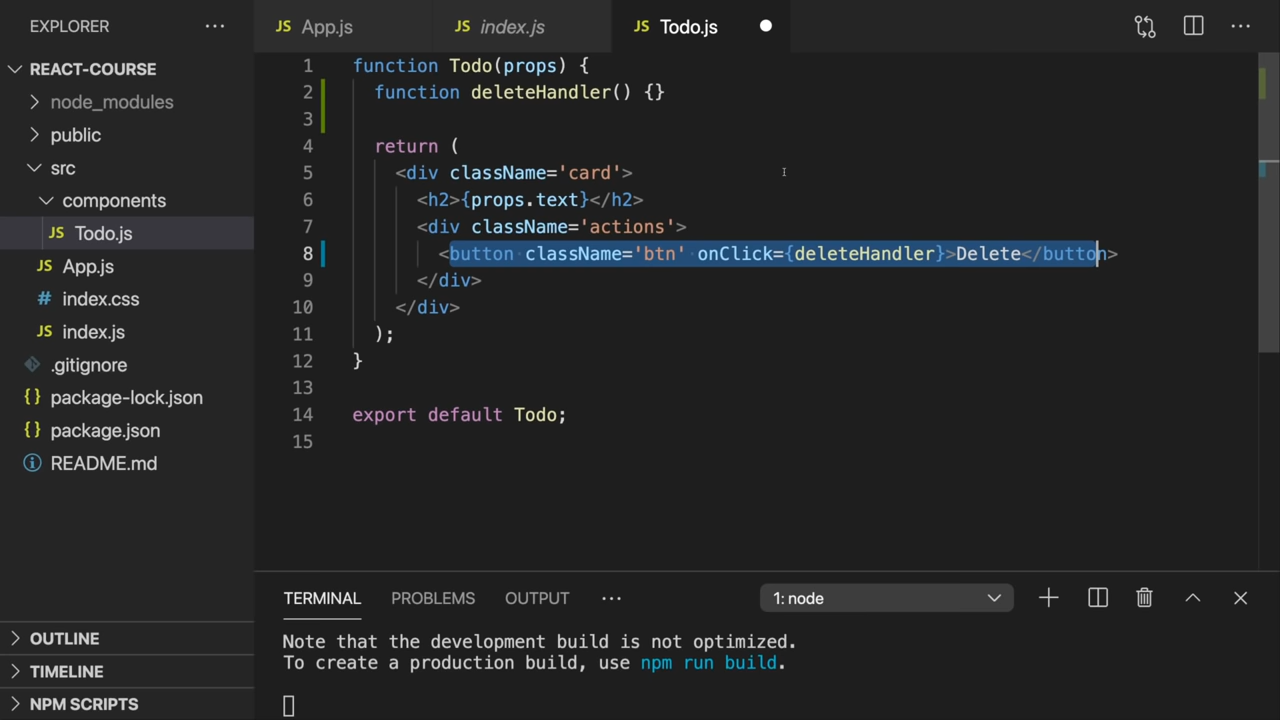 EXPLORER ···
REACT-COURSE
node_modules
public
src
components
JS Todo.js
JS App.js
# index.css
JS index.js
.gitignore
{} package-lock.json
{} package.json
README.md
OUTLINE
TIMELINE
NPM SCRIPTS
JS App.js JS index.js JS Todo.js
1 function Todo(props) {
2 function deleteHandler() {}
3
4 return (
5 <div className='card'>
6 <h2>{props.text}</h2>
7 <div className='actions'>
8 <button className='btn' onClick={deleteHandler}>Delete</button>
9 </div>
10 </div>
11 );
12 }
13
14 export default Todo;
15
TERMINAL PROBLEMS OUTPUT ··· 1: node
Note that the development build is not optimized.
To create a production build, use npm run build.